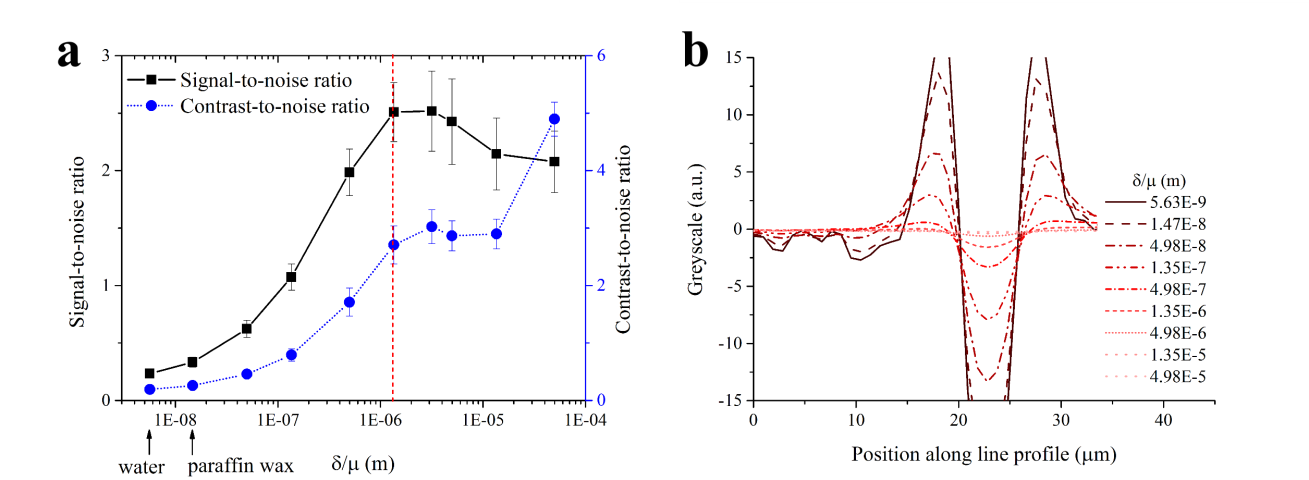 a
3
2
1
0
6
4
2
0
Signal-to-noise ratio
Contrast-to-noise ratio
Signal-to-noise ratio
Contrast-to-noise ratio
1E-08
1E-07
1E-06
1E-05
1E-04
water
paraffin wax
δ/μ (m)
b
15
10
5
0
-5
-10
-15
Greyscale (a.u.)
δ/μ (m)
5.63E-9
1.47E-8
4.98E-8
1.35E-7
4.98E-7
1.35E-6
4.98E-6
1.35E-5
4.98E-5
0
10
20
30
40
Position along line profile (μm)